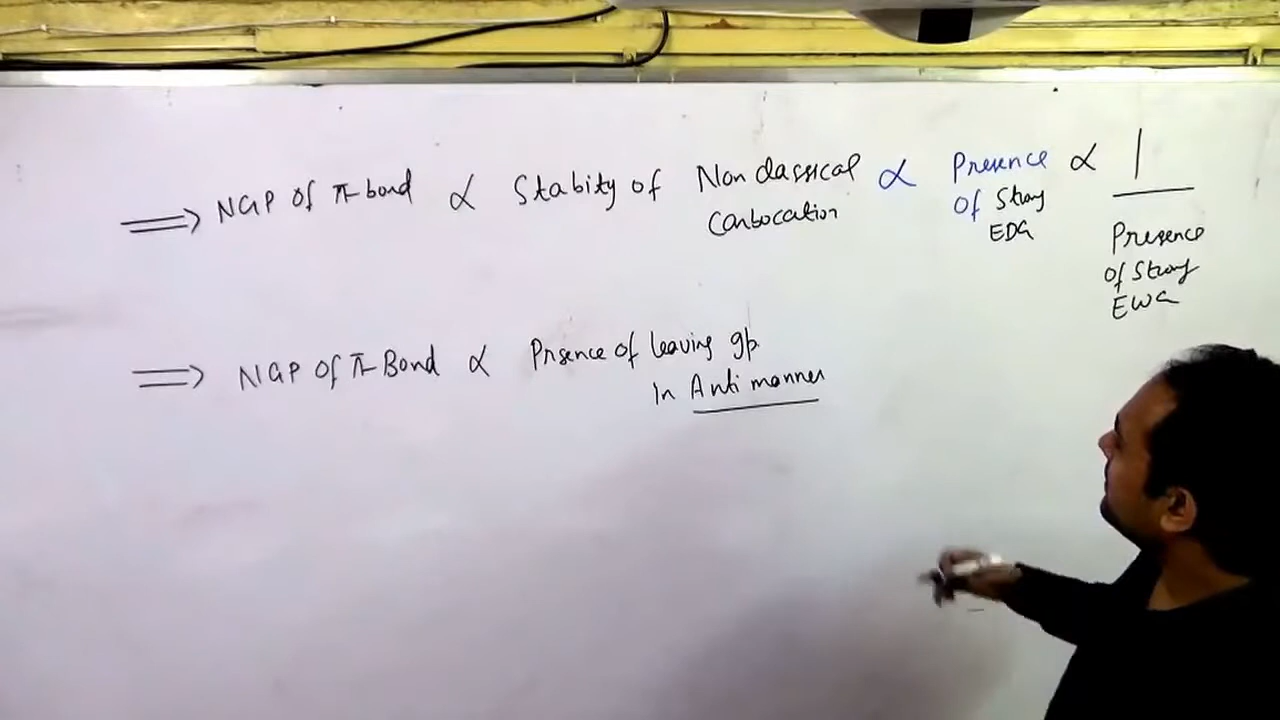 ⇒ NGP of π-bond ∝ Stabity of Non classical ∝ Presence ∝ 1
Carbocation
of Strong
EDG
Presence
of Strong
EWG
⇒ NGP of π-Bond ∝ Prsence of leaving gp
in Anti manner